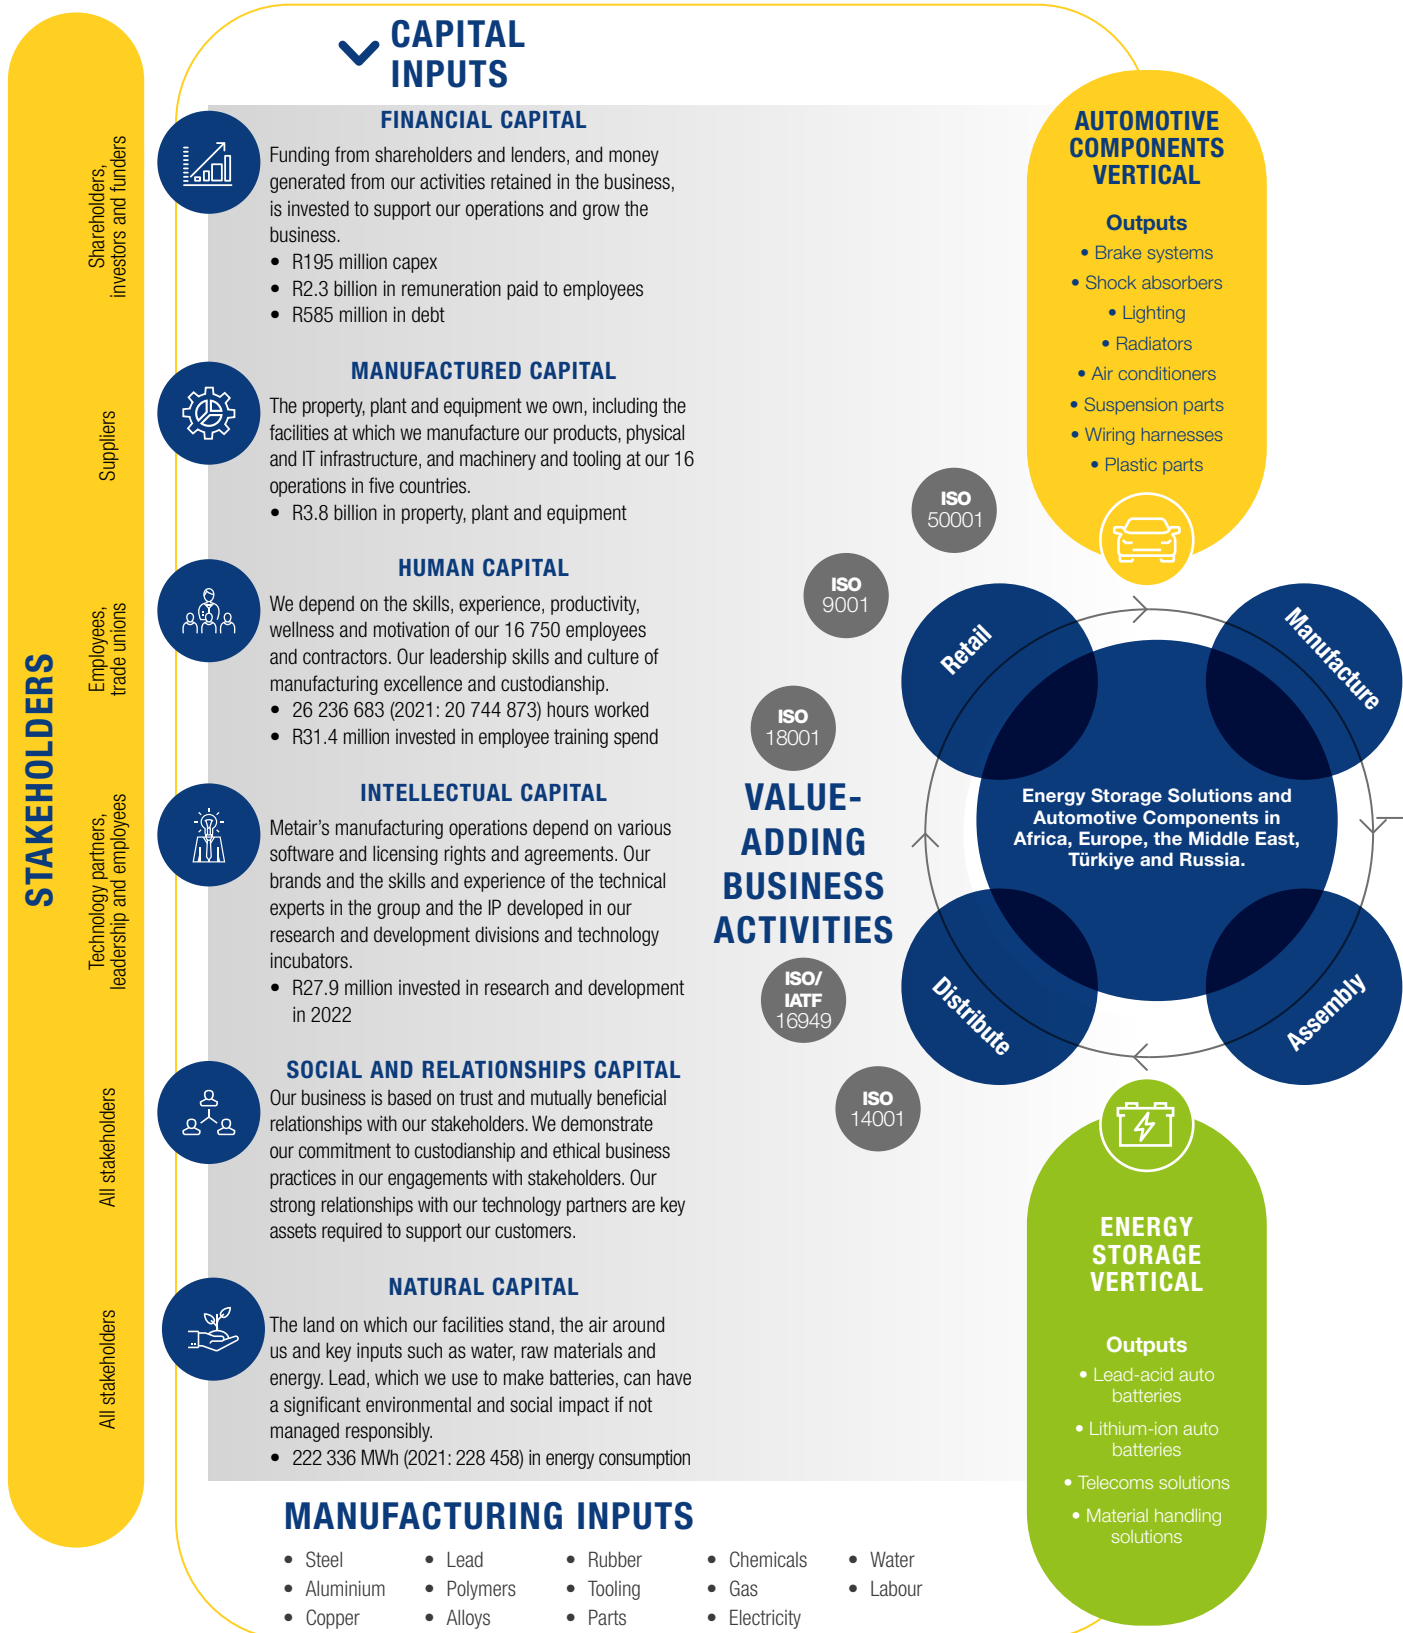 STAKEHOLDERS
Shareholders,
investors and funders
Suppliers
Employees,
trade unions
Technology partners,
leadership and employees
All stakeholders
All stakeholders
CAPITAL
INPUTS
FINANCIAL CAPITAL
Funding from shareholders and lenders, and money
generated from our activities retained in the business,
is invested to support our operations and grow the
business.
• R195 million capex
• R2.3 billion in remuneration paid to employees
• R585 million in debt
MANUFACTURED CAPITAL
The property, plant and equipment we own, including the
facilities at which we manufacture our products, physical
and IT infrastructure, and machinery and tooling at our 16
operations in five countries.
• R3.8 billion in property, plant and equipment
HUMAN CAPITAL
We depend on the skills, experience, productivity,
wellness and motivation of our 16 750 employees
and contractors. Our leadership skills and culture of
manufacturing excellence and custodianship.
• 26 236 683 (2021: 20 744 873) hours worked
• R31.4 million invested in employee training spend
INTELLECTUAL CAPITAL
Metair’s manufacturing operations depend on various
software and licensing rights and agreements. Our
brands and the skills and experience of the technical
experts in the group and the IP developed in our
research and development divisions and technology
incubators.
• R27.9 million invested in research and development
in 2022
SOCIAL AND RELATIONSHIPS CAPITAL
Our business is based on trust and mutually beneficial
relationships with our stakeholders. We demonstrate
our commitment to custodianship and ethical business
practices in our engagements with stakeholders. Our
strong relationships with our technology partners are key
assets required to support our customers.
NATURAL CAPITAL
The land on which our facilities stand, the air around
us and key inputs such as water, raw materials and
energy. Lead, which we use to make batteries, can have
a significant environmental and social impact if not
managed responsibly.
• 222 336 MWh (2021: 228 458) in energy consumption
MANUFACTURING INPUTS
• Steel
• Aluminium
• Copper
• Lead
• Polymers
• Alloys
• Rubber
• Tooling
• Parts
• Chemicals
• Gas
• Electricity
• Water
• Labour
VALUE-
ADDING
BUSINESS
ACTIVITIES
ISO
50001
ISO
9001
ISO
18001
ISO/
IATF
16949
ISO
14001
AUTOMOTIVE
COMPONENTS
VERTICAL
Outputs
• Brake systems
• Shock absorbers
• Lighting
• Radiators
• Air conditioners
• Suspension parts
• Wiring harnesses
• Plastic parts
Retail
Manufacture
Energy Storage Solutions and
Automotive Components in
Africa, Europe, the Middle East,
Türkiye and Russia.
Distribute
Assembly
ENERGY
STORAGE
VERTICAL
Outputs
• Lead-acid auto
batteries
• Lithium-ion auto
batteries
• Telecoms solutions
• Material handling
solutions